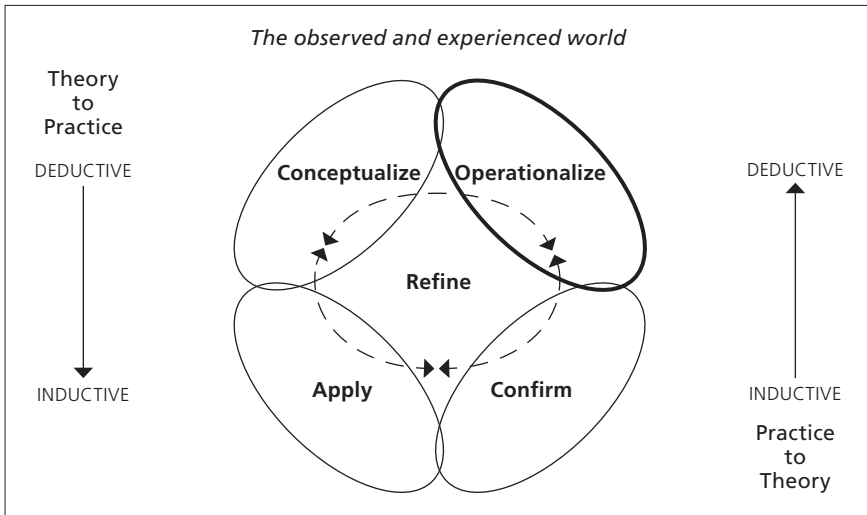 The observed and experienced world
Theory
to
Practice
DEDUCTIVE
INDUCTIVE
Conceptualize
Operationalize
Refine
Apply
Confirm
DEDUCTIVE
INDUCTIVE
Practice
to
Theory